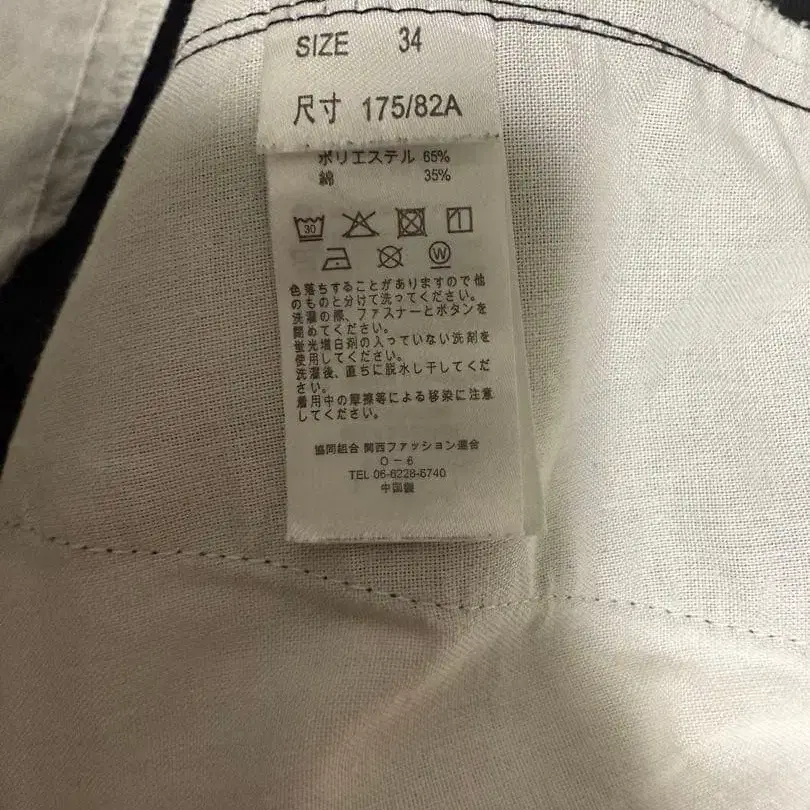 SIZE 34
尺寸 175/82A
ポリエステル 65%
綿 35%
30
W
色落ちすることがありますので他
のものと分けて洗ってください。
洗濯の際、ファスナーとボタンを
閉めてください。
蛍光増白剤の入っていない洗剤を
使用してください。
洗濯後、直ちに脱水し干してくだ
さい。
着用中の摩擦等による移染に注意
してください。
協同組合 関西ファッション連合
O-6
TEL 06-6228-6740
中国製